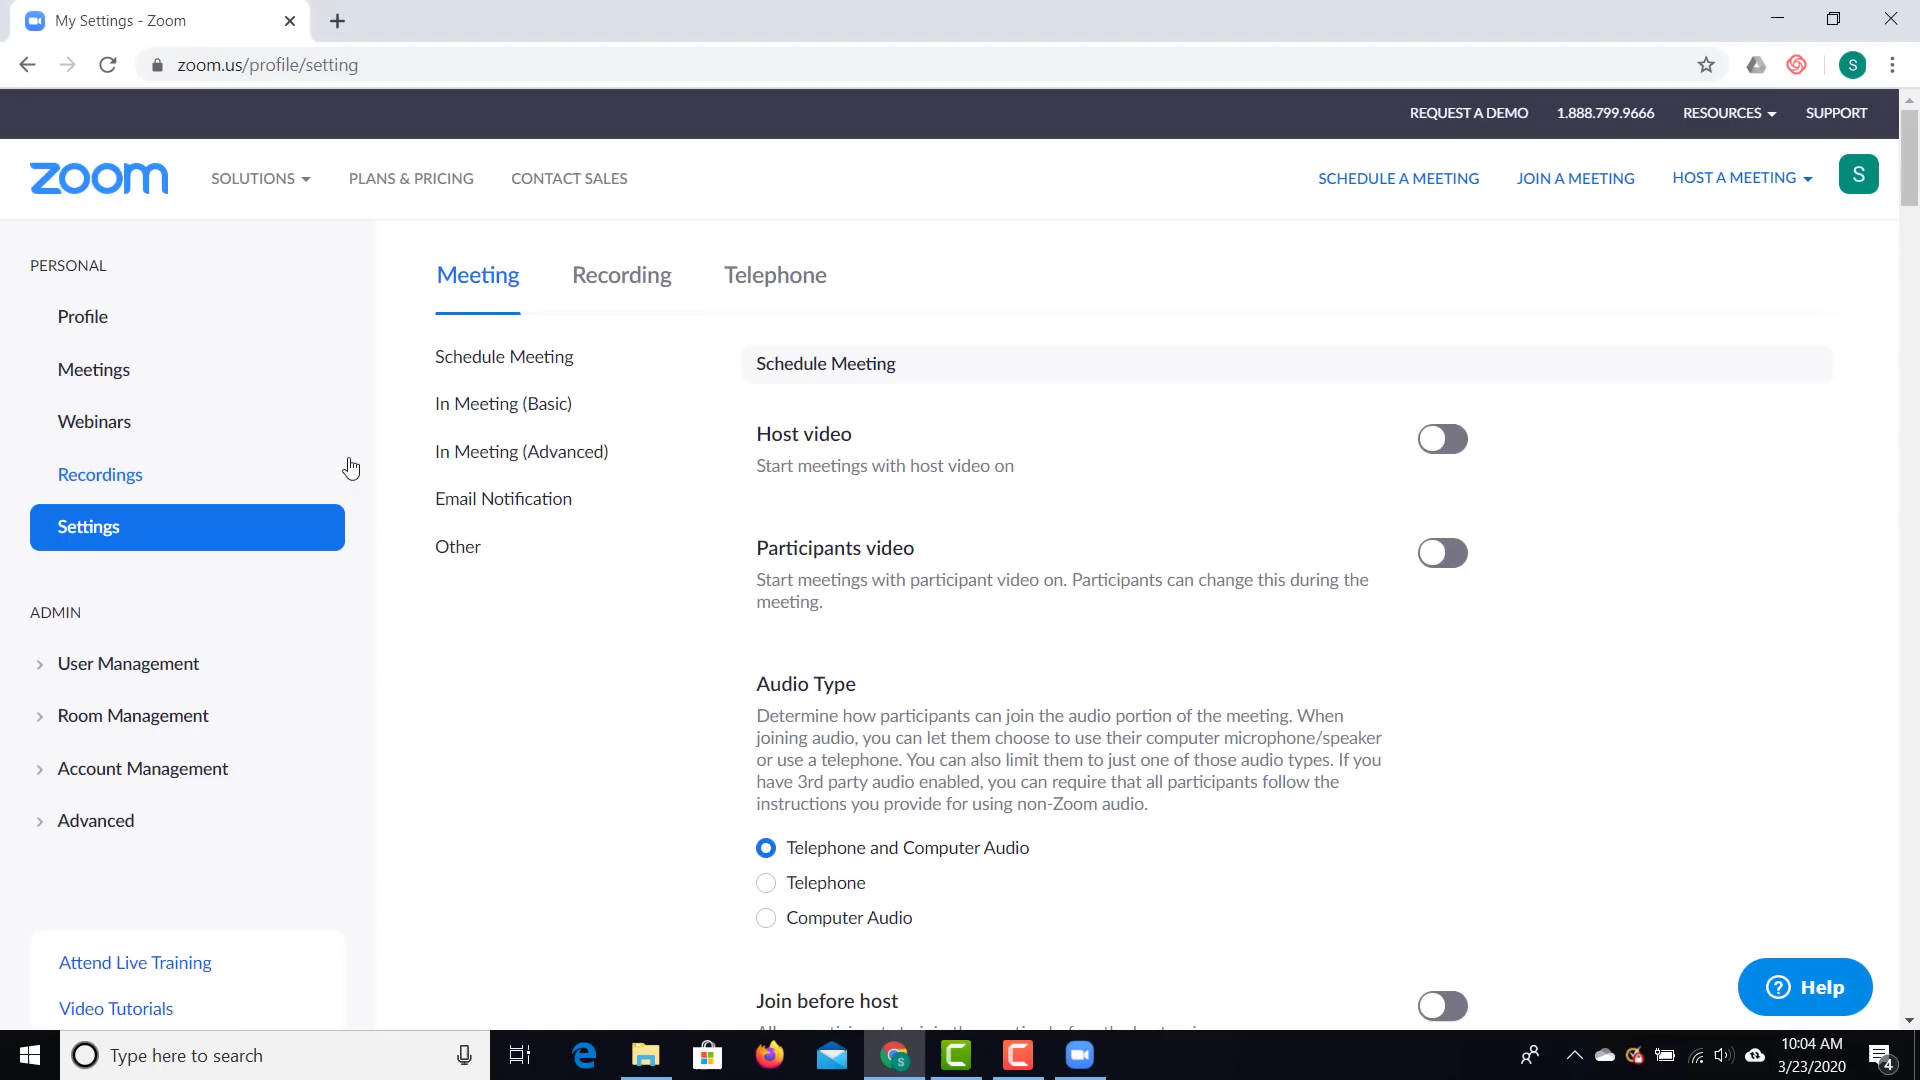 My Settings - Zoom
zoom.us/profile/setting
S
REQUEST A DEMO
1.888.799.9666
RESOURCES
SUPPORT
zoom
SOLUTIONS
PLANS & PRICING
CONTACT SALES
SCHEDULE A MEETING
JOIN A MEETING
HOST A MEETING
S
PERSONAL
Profile
Meetings
Webinars
Recordings
Settings
ADMIN
User Management
Room Management
Account Management
Advanced
Attend Live Training
Video Tutorials
Meeting
Recording
Telephone
Schedule Meeting
In Meeting (Basic)
In Meeting (Advanced)
Email Notification
Other
Schedule Meeting
Host video
Start meetings with host video on
Participants video
Start meetings with participant video on. Participants can change this during the
meeting.
Audio Type
Determine how participants can join the audio portion of the meeting. When
joining audio, you can let them choose to use their computer microphone/speaker
or use a telephone. You can also limit them to just one of those audio types. If you
have 3rd party audio enabled, you can require that all participants follow the
instructions you provide for using non-Zoom audio.
Telephone and Computer Audio
Telephone
Computer Audio
Join before host
Help
Type here to search
10:04 AM
3/23/2020
4